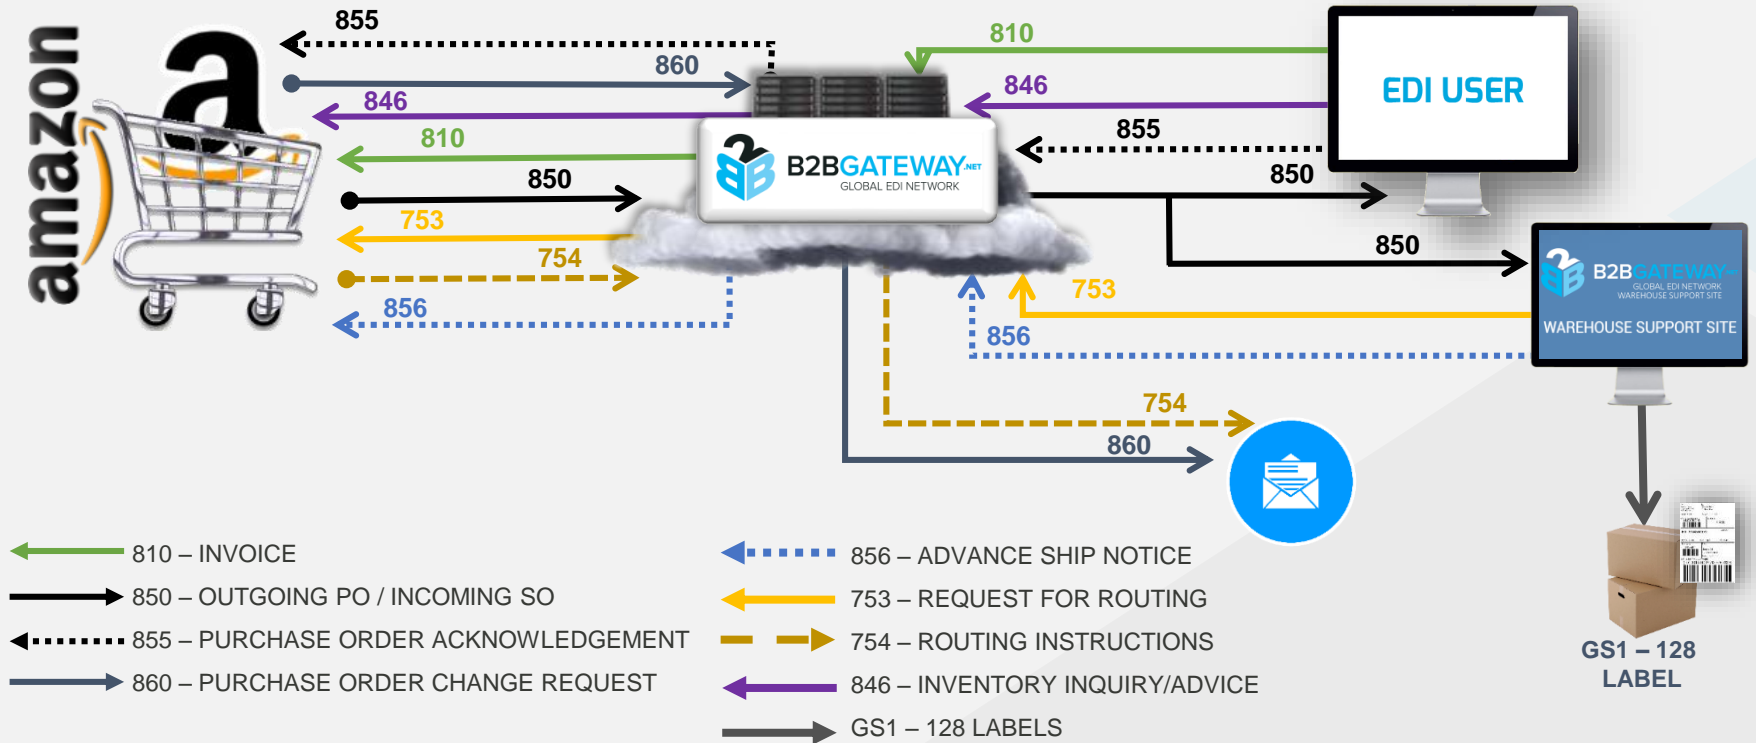 amazon
a
855
860
846
810
850
753
754
856
810
846
855
850
850
753
856
754
860
B2BGATEWAY.NET
GLOBAL EDI NETWORK
EDI USER
B2BGATEWAY.NET
GLOBAL EDI NETWORK
WAREHOUSE SUPPORT SITE
WAREHOUSE SUPPORT SITE
GS1 – 128
LABEL
810 – INVOICE
850 – OUTGOING PO / INCOMING SO
855 – PURCHASE ORDER ACKNOWLEDGEMENT
860 – PURCHASE ORDER CHANGE REQUEST
856 – ADVANCE SHIP NOTICE
753 – REQUEST FOR ROUTING
754 – ROUTING INSTRUCTIONS
846 – INVENTORY INQUIRY/ADVICE
GS1 – 128 LABELS